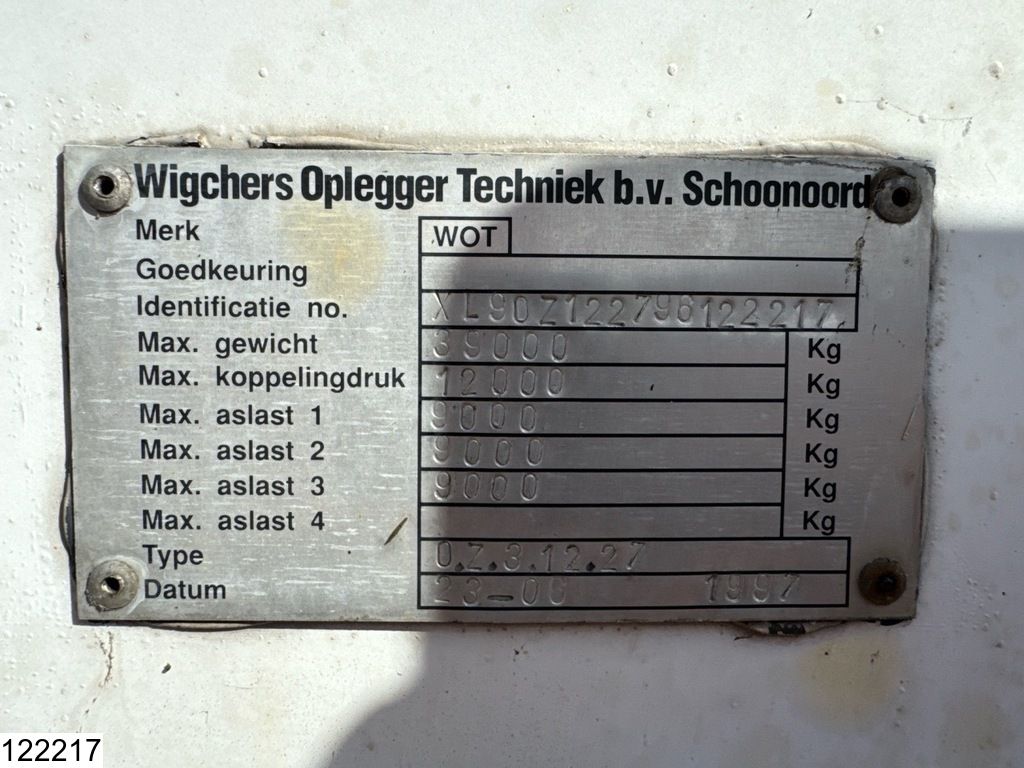 Wigchers Oplegger Techniek b.v. Schoonoord
Merk WOT
Goedkeuring
Identificatie no. XL90Z122796122217
Max. gewicht 39000 Kg
Max. koppelingdruk 12000 Kg
Max. aslast 1 9000 Kg
Max. aslast 2 9000 Kg
Max. aslast 3 9000 Kg
Max. aslast 4 Kg
Type O.Z.3.12.27
Datum 1997
122217